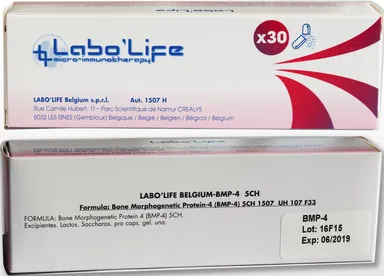 Labo'Life
micro-immunotherapy
x30
LABO'LIFE Belgium s.p.r.l. Aut. 1507 H
Rue Camille Hubert, 11 - Parc Scientifique de Namur CREALYS
5032 LES ISNES (Gembloux) Belgique / België / Belgien / Bélgica / Belgium
LABO'LIFE BELGIUM-BMP-4 5CH
Formula: Bone Morphogenetic Protein-4 (BMP-4) 5CH 1507 UH 107 F33
FORMULA: Bone Morphogenetic Protein 4 (BMP-4) 5CH.
Excipientes. Lactos. Saccharos. pro caps. gel. una.
BMP-4
Lot: 16F15
Exp: 06/2019